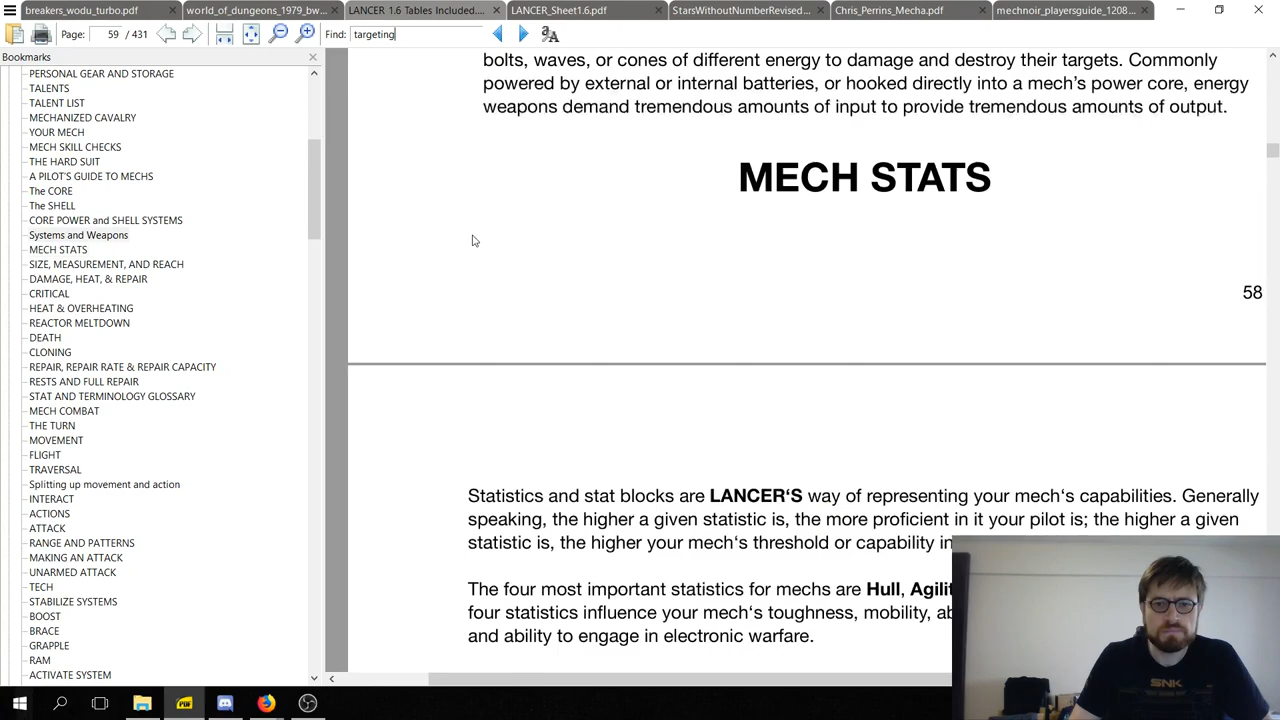 breakers_wodu_turbo.pdf
world_of_dungeons_1979_bw...
LANCER 1.6 Tables Included....
LANCER_Sheet1.6.pdf
StarsWithoutNumberRevised...
Chris_Perrins_Mecha.pdf
mechnoir_playersguide_1208...
Page: 59 / 431
Find: targeting
Bookmarks
PERSONAL GEAR AND STORAGE
TALENTS
TALENT LIST
MECHANIZED CAVALRY
YOUR MECH
MECH SKILL CHECKS
THE HARD SUIT
A PILOT'S GUIDE TO MECHS
The CORE
The SHELL
CORE POWER and SHELL SYSTEMS
Systems and Weapons
MECH STATS
SIZE, MEASUREMENT, AND REACH
DAMAGE, HEAT, & REPAIR
CRITICAL
HEAT & OVERHEATING
REACTOR MELTDOWN
DEATH
CLONING
REPAIR, REPAIR RATE & REPAIR CAPACITY
RESTS AND FULL REPAIR
STAT AND TERMINOLOGY GLOSSARY
MECH COMBAT
THE TURN
MOVEMENT
FLIGHT
TRAVERSAL
Splitting up movement and action
INTERACT
ACTIONS
ATTACK
RANGE AND PATTERNS
MAKING AN ATTACK
UNARMED ATTACK
TECH
STABILIZE SYSTEMS
BOOST
BRACE
GRAPPLE
RAM
ACTIVATE SYSTEM
bolts, waves, or cones of different energy to damage and destroy their targets. Commonly
powered by external or internal batteries, or hooked directly into a mech's power core, energy
weapons demand tremendous amounts of input to provide tremendous amounts of output.
MECH STATS
58
Statistics and stat blocks are LANCER'S way of representing your mech's capabilities. Generally
speaking, the higher a given statistic is, the more proficient in it your pilot is; the higher a given
statistic is, the higher your mech's threshold or capability in
The four most important statistics for mechs are Hull, Agili
four statistics influence your mech's toughness, mobility, ab
and ability to engage in electronic warfare.
SNK
PDF